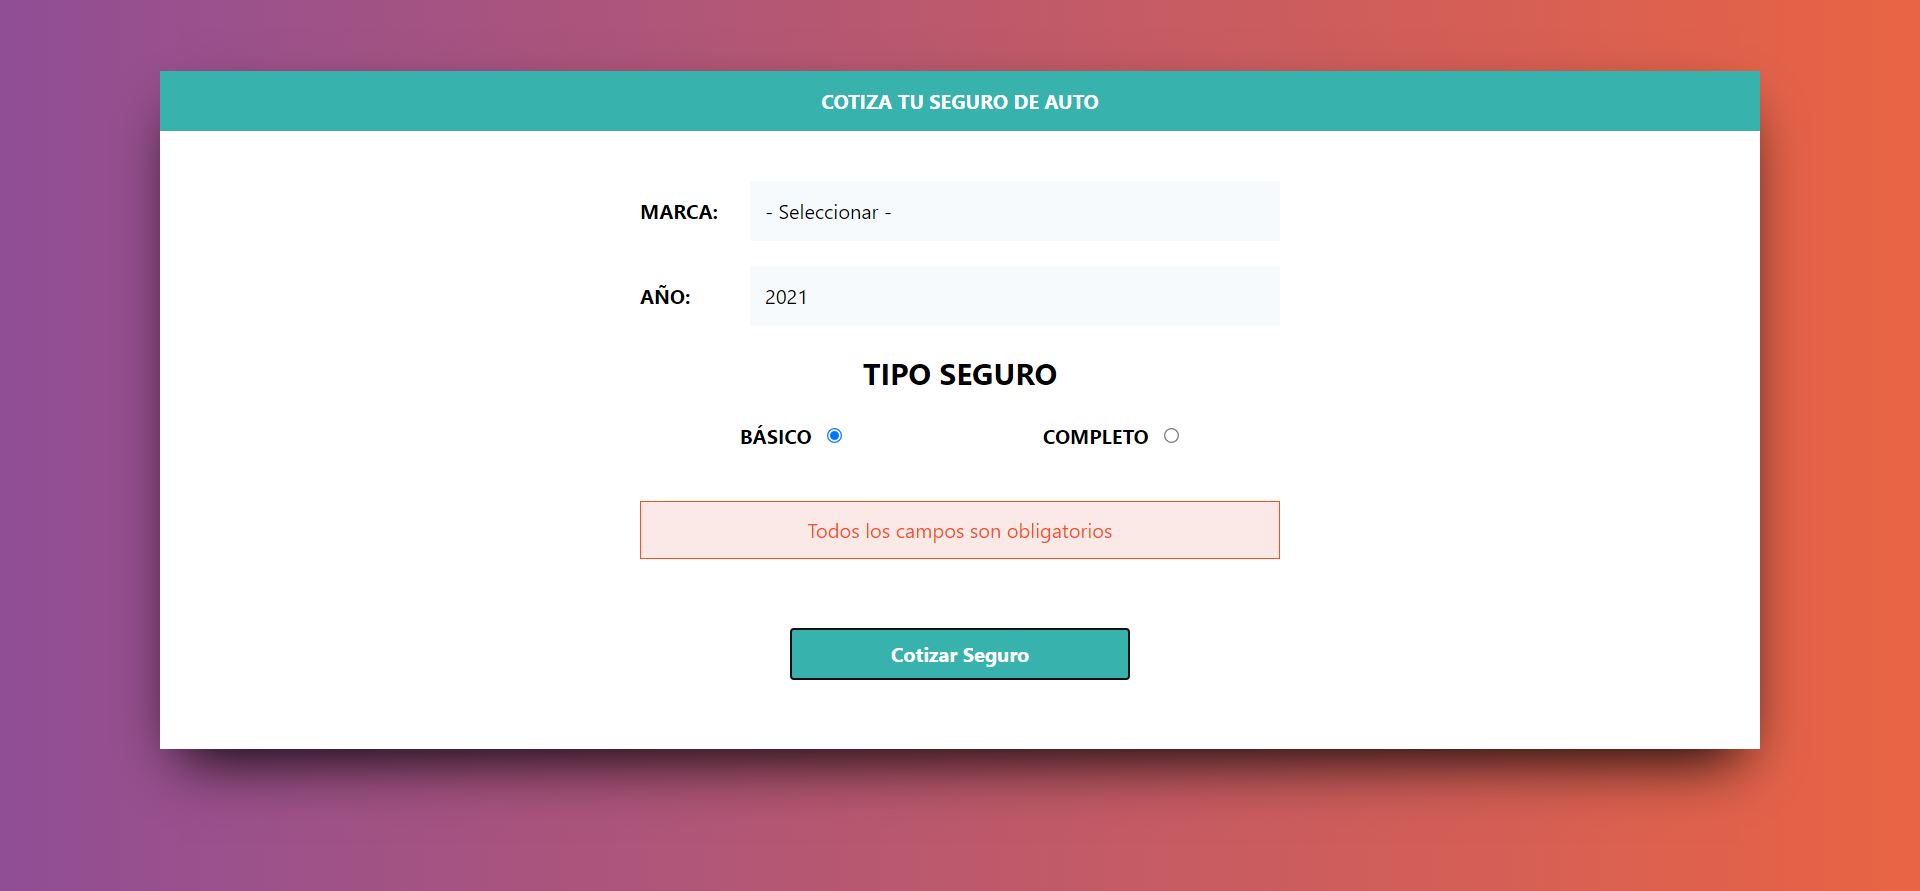 COTIZA TU SEGURO DE AUTO
MARCA: - Seleccionar -
AÑO: 2021
TIPO SEGURO
BÁSICO COMPLETO
Todos los campos son obligatorios
Cotizar Seguro